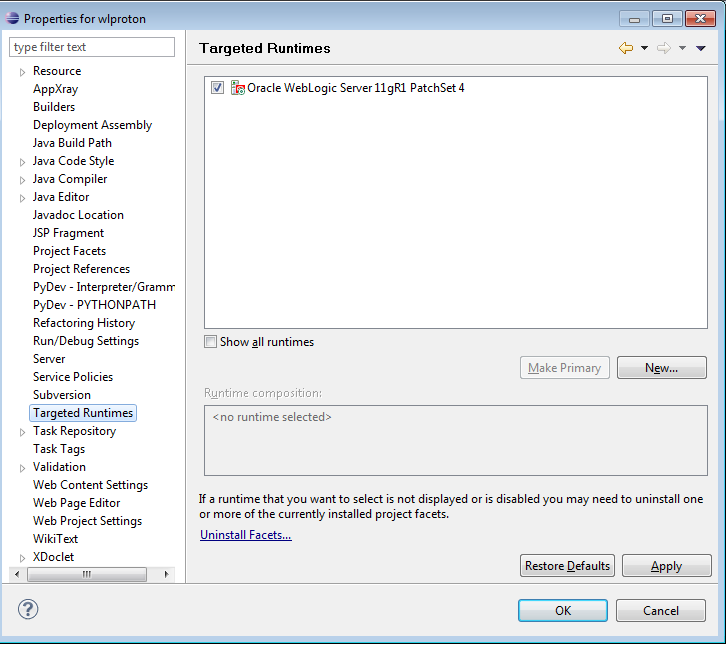 Properties for wlproton
type filter text
Resource
AppXray
Builders
Deployment Assembly
Java Build Path
Java Code Style
Java Compiler
Java Editor
Javadoc Location
JSP Fragment
Project Facets
Project References
PyDev - Interpreter/Gramm
PyDev - PYTHONPATH
Refactoring History
Run/Debug Settings
Server
Service Policies
Subversion
Targeted Runtimes
Task Repository
Task Tags
Validation
Web Content Settings
Web Page Editor
Web Project Settings
WikiText
XDoclet
Targeted Runtimes
Oracle WebLogic Server 11gR1 PatchSet 4
Show all runtimes
Make Primary
New...
Runtime composition:
<no runtime selected>
If a runtime that you want to select is not displayed or is disabled you may need to uninstall one
or more of the currently installed project facets.
Uninstall Facets...
Restore Defaults
Apply
OK
Cancel